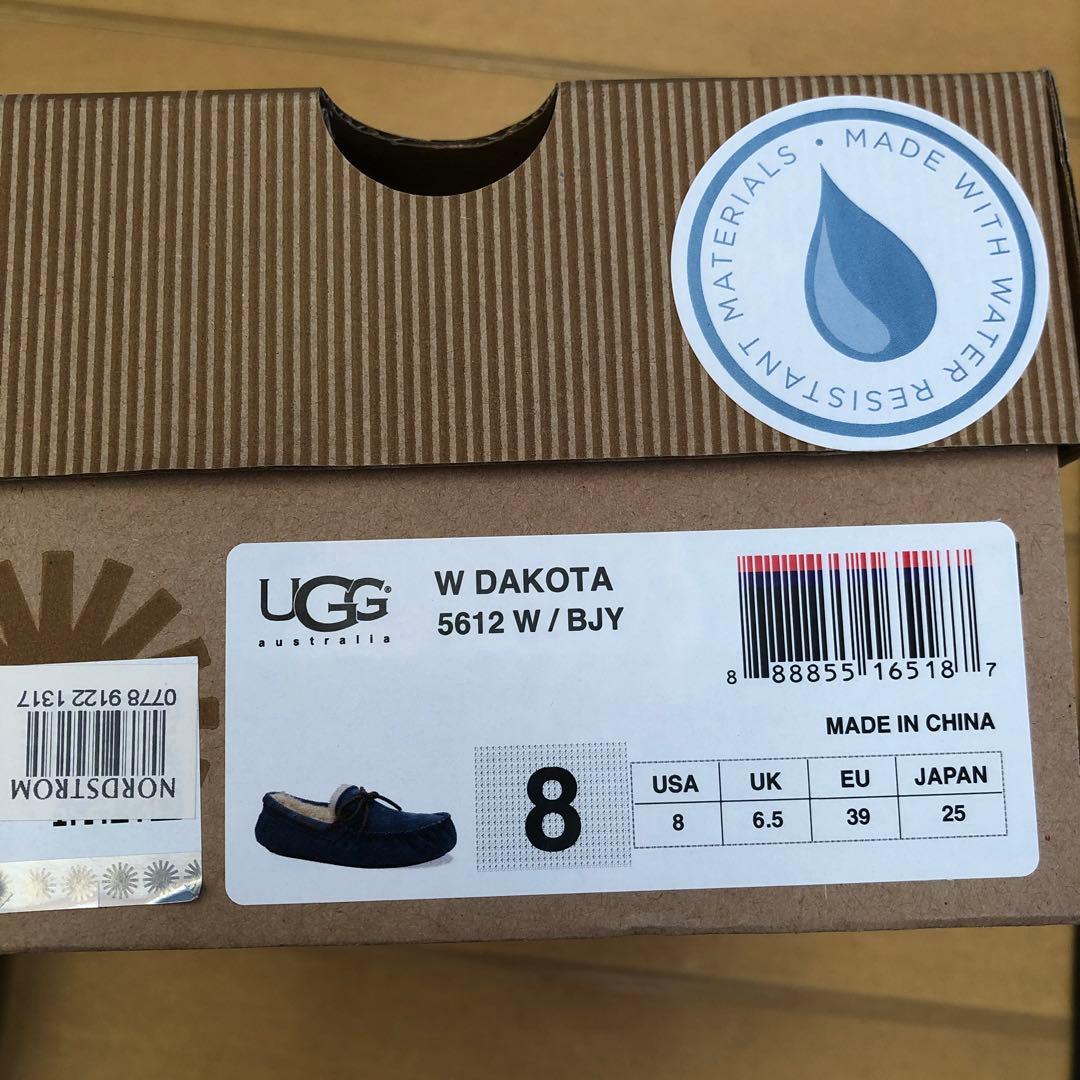 MADE WITH WATER RESISTANT MATERIALS •
UGG®
australia
W DAKOTA
5612 W / BJY
8 88855 16518 7
MADE IN CHINA
8
USA UK EU JAPAN
8 6.5 39 25
0778 9122 1317
NORDSTROM